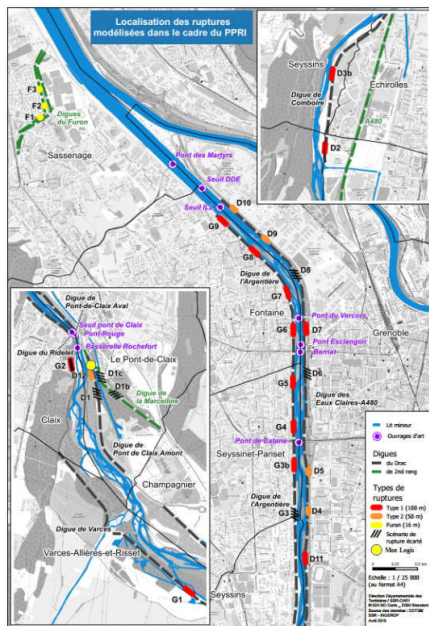 Localisation des ruptures
modélisées dans le cadre du PPRI
F3
F2
F1
Digues
du Furon
Sassenage
Pont des Martyrs
Seuil DDE
Seuil ILL
D10
G9
D9
G8
D8
Digue de
l'Argentière
G7
Fontaine
Pont du Vercors
G6
D7
Pont Esclangon
Berriat
Grenoble
D6
G5
Digue des
Eaux Claires-A480
G4
Pont de Catane
Seyssinet-Pariset
G3b
D5
Digue de
l'Argentière
G3
D4
D11
Seyssins
Seyssins
D3b
Echirolles
Digue de
Comboire
A480
D2
Digue de
Pont-de-Claix Aval
Seuil pont de Claix
Pont-Rouge
Passerelle Rochefort
Digue du Ridelet
Le Pont-de-Claix
G2
D1c
D12
D1b
D1
Digue de
la Marcelline
Claix
Digue de
Pont de Claix Amont
Champagnier
Digue de Varces
Varces-Allières-et-Risset
G1
Lit mineur
Ouvrages d'art
Digues
du Drac
de 2nd rang
Types de
ruptures
Type 1 (100 m)
Type 2 (50 m)
Furon (16 m)
Scénario de
rupture écarté
Mon Logis
Echelle : 1 / 25 000
(au format A4)
Direction Départementale des